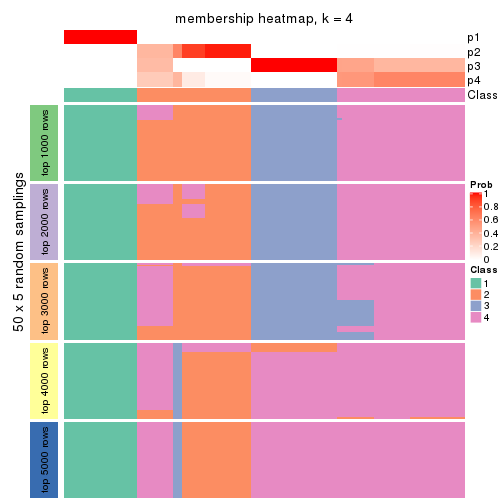 membership heatmap, k = 4
p1
p2
p3
p4
Class
50 x 5 random samplings
top 1000 rows
top 2000 rows
top 3000 rows
top 4000 rows
top 5000 rows
Prob
1
0.8
0.6
0.4
0.2
0
Class
1
2
3
4